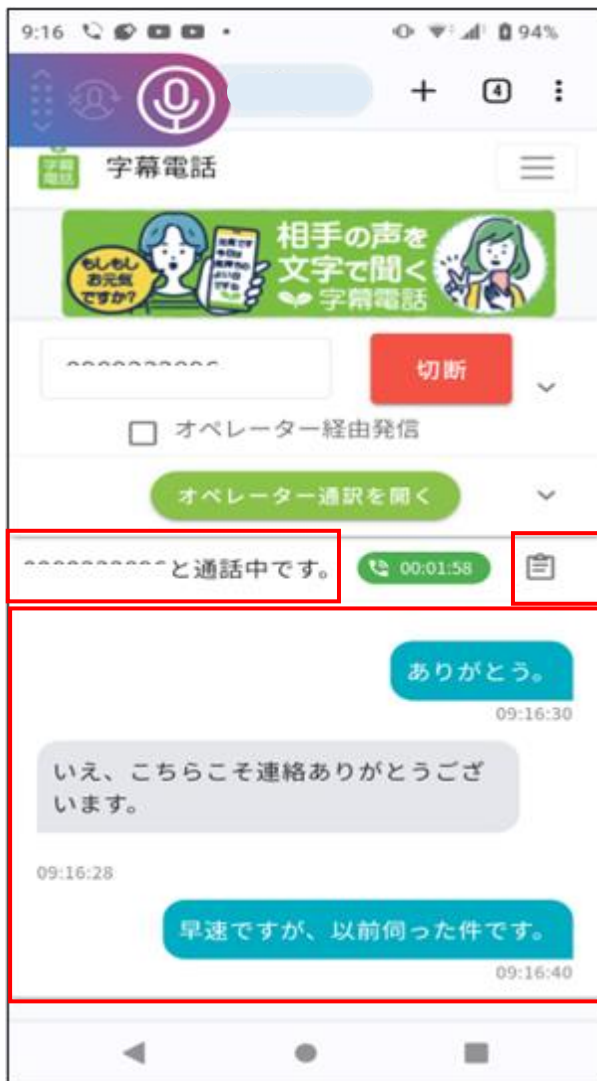 9:16
94%
4
字幕
電話
字幕電話
もしもし
お元気
ですか?
相手の声を
文字で聞く
字幕電話
切断
オペレーター経由発信
オペレーター通訳を開く
と通話中です。
00:01:58
ありがとう。
09:16:30
いえ、こちらこそ連絡ありがとうござ
います。
09:16:28
早速ですが、以前伺った件です。
09:16:40